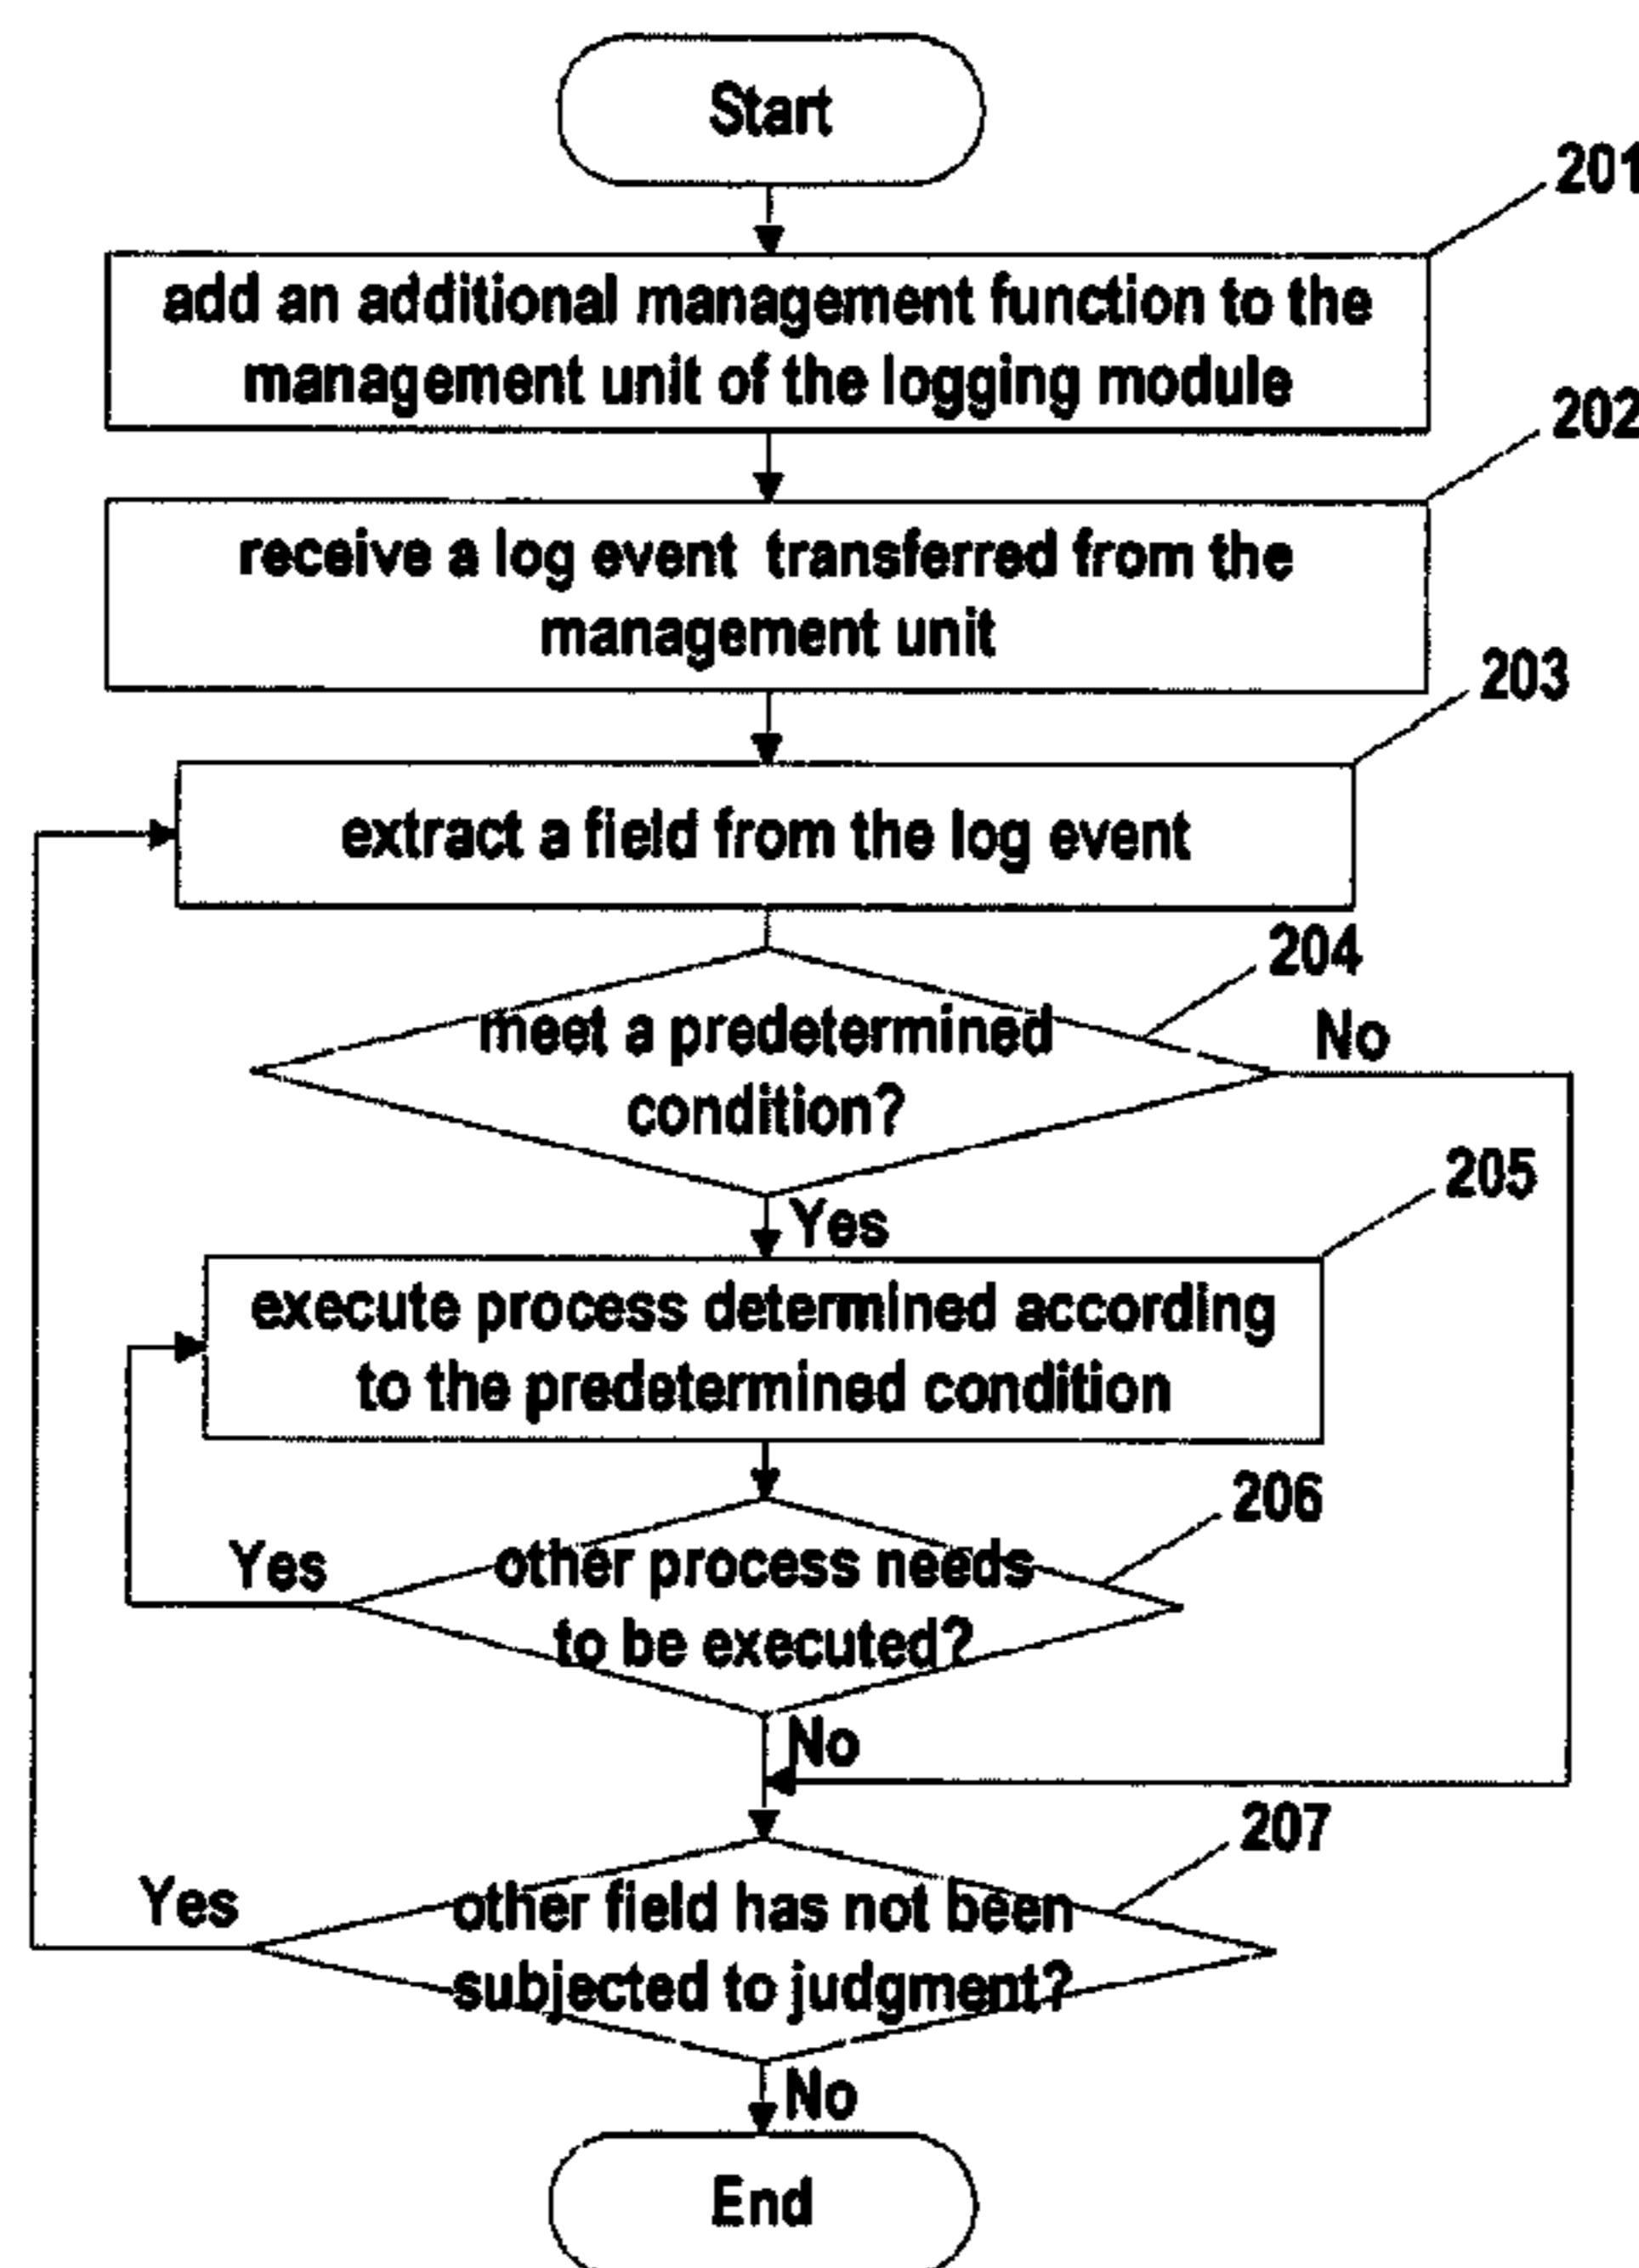 Start
201
add an additional management function to the
management unit of the logging module
202
receive a log event transferred from the
management unit
203
extract a field from the log event
204
meet a predetermined
condition?
No
Yes
205
execute process determined according
to the predetermined condition
206
other process needs
to be executed?
Yes
No
207
other field has not been
subjected to judgment?
Yes
No
End